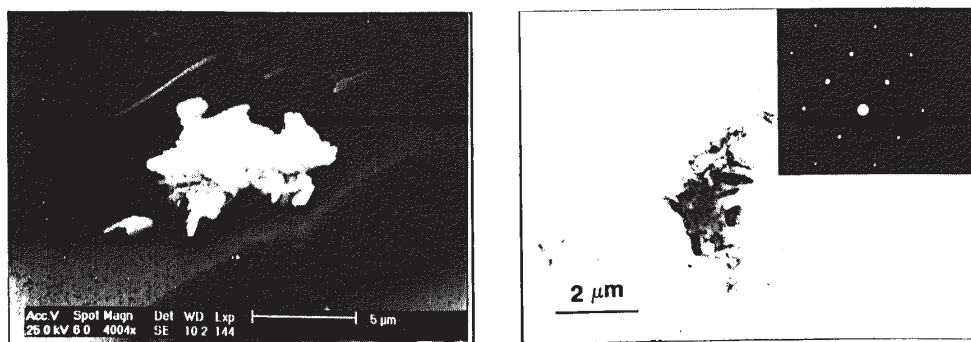 Acc.V Spot Magn Det WD Exp 5 µm
25.0 kV 6.0 4004x SE 10.2 144
2 µm